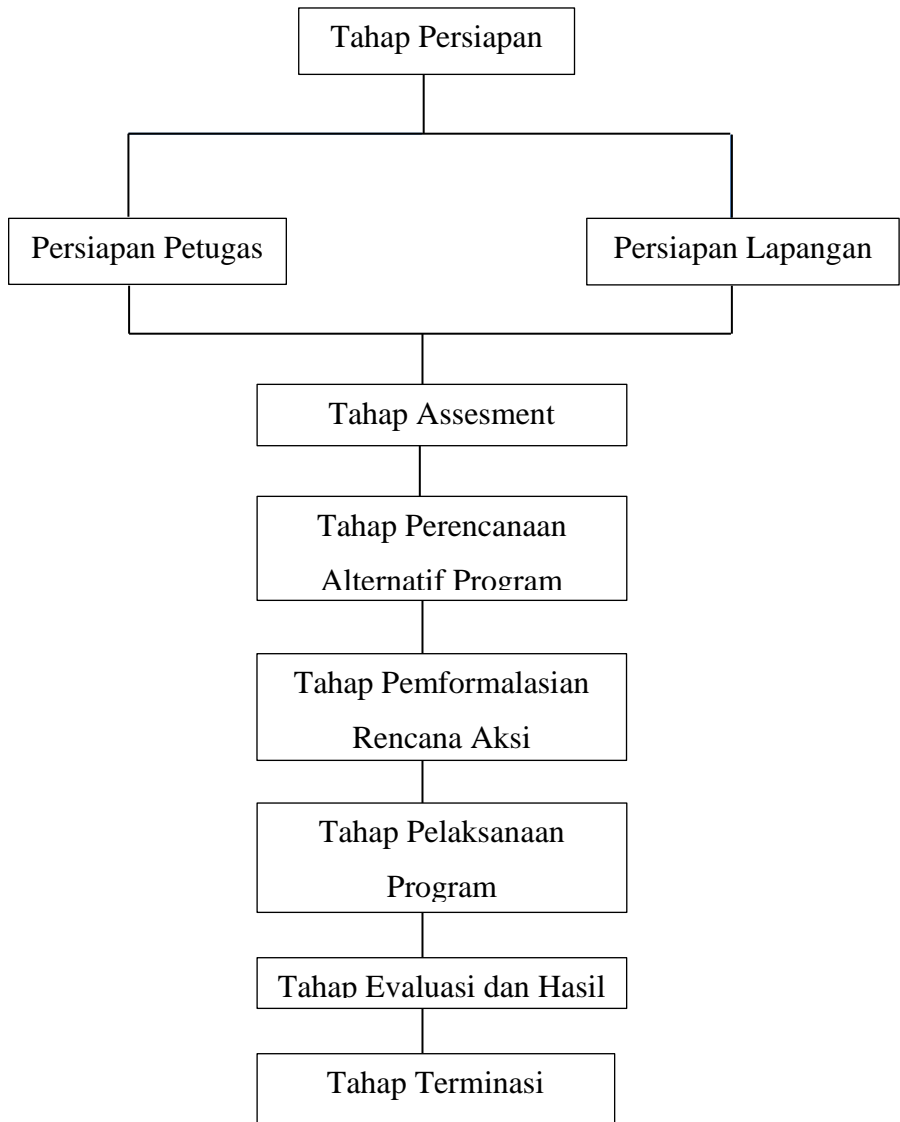 Tahap Persiapan
Persiapan Petugas
Persiapan Lapangan
Tahap Assesment
Tahap Perencanaan
Alternatif Program
Tahap Pemformalasian
Rencana Aksi
Tahap Pelaksanaan
Program
Tahap Evaluasi dan Hasil
Tahap Terminasi